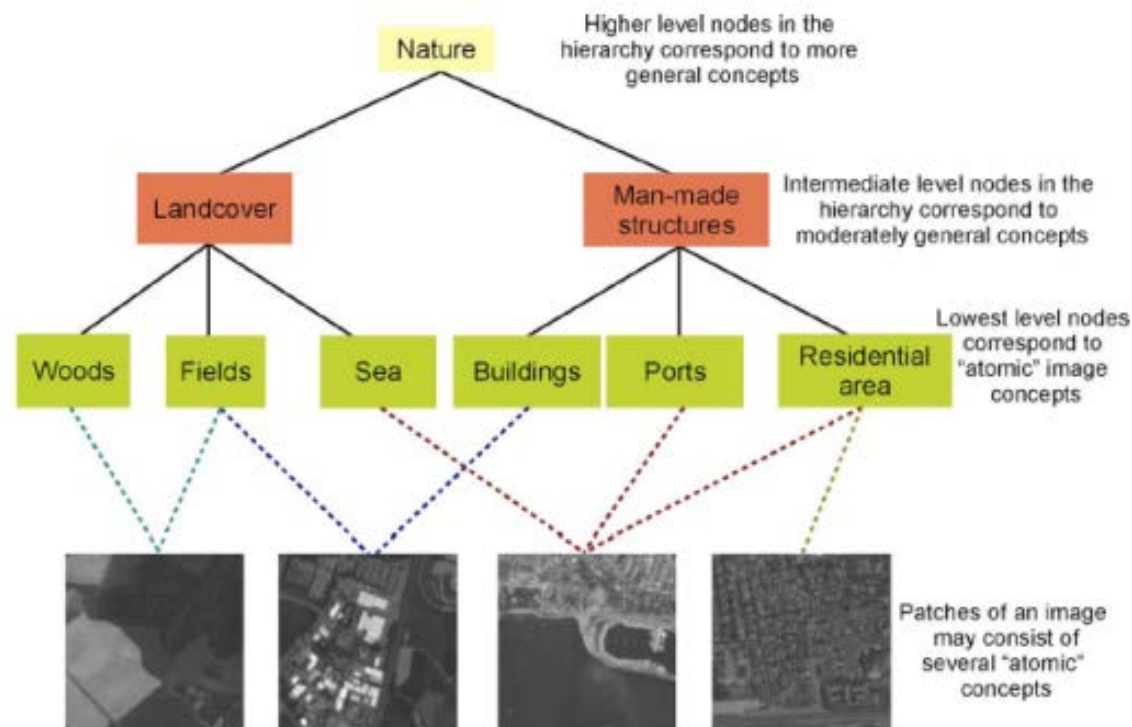 Nature
Higher level nodes in the
hierarchy correspond to more
general concepts
Landcover
Man-made
structures
Intermediate level nodes in the
hierarchy correspond to
moderately general concepts
Woods
Fields
Sea
Buildings
Ports
Residential
area
Lowest level nodes
correspond to
"atomic" image
concepts
Patches of an image
may consist of
several "atomic"
concepts